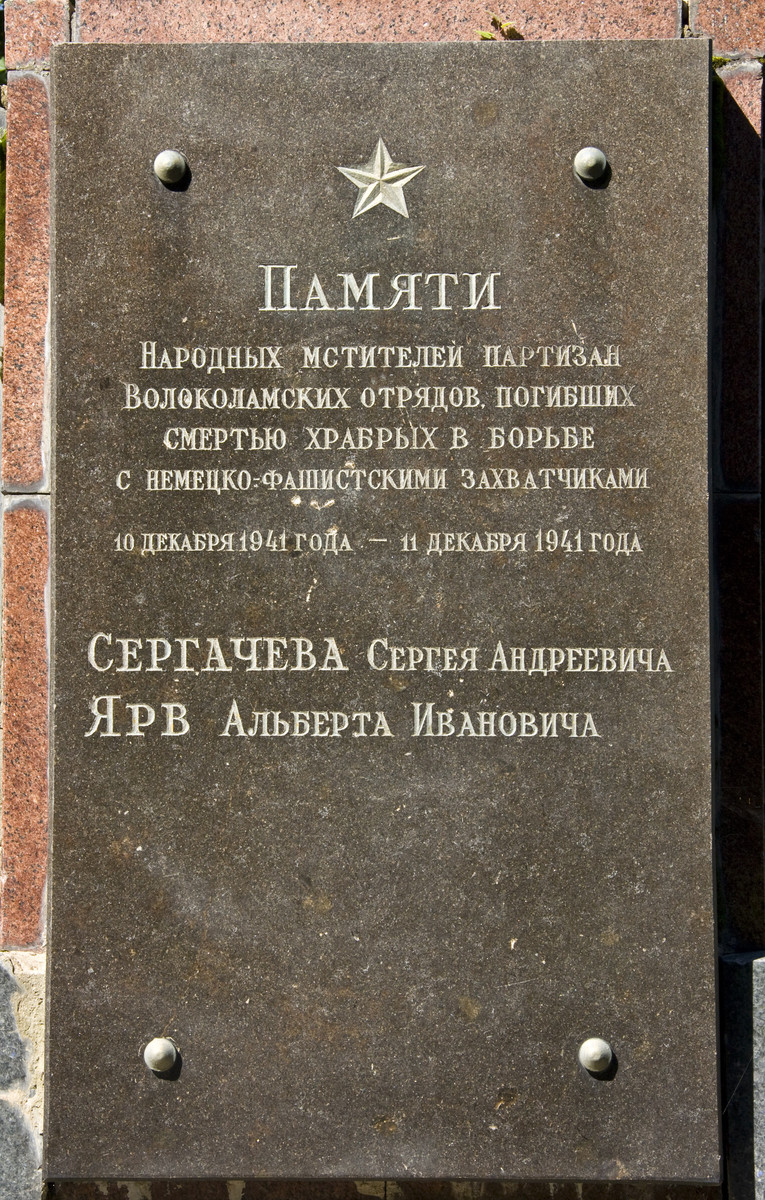 ПАМЯТИ
НАРОДНЫХ МСТИТЕЛЕЙ ПАРТИЗАН
ВОЛОКОЛАМСКИХ ОТРЯДОВ, ПОГИБШИХ
СМЕРТЬЮ ХРАБРЫХ В БОРЬБЕ
С НЕМЕЦКО-ФАШИСТСКИМИ ЗАХВАТЧИКАМИ
10 ДЕКАБРЯ 1941 ГОДА — 11 ДЕКАБРЯ 1941 ГОДА
СЕРГАЧЕВА СЕРГЕЯ АНДРЕЕВИЧА
ЯРВ АЛЬБЕРТА ИВАНОВИЧА